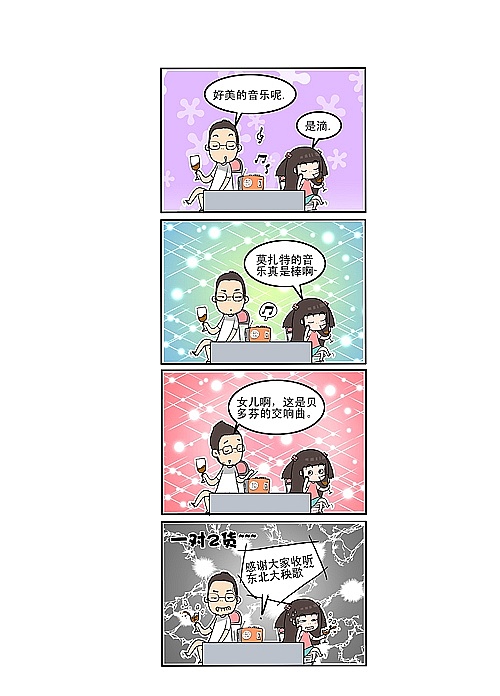 好美的音乐呢.
是滴.
莫扎特的音
乐真是棒啊~
女儿啊，这是贝
多芬的交响曲。
一对2货~~~
感谢大家收听
东北大秧歌~